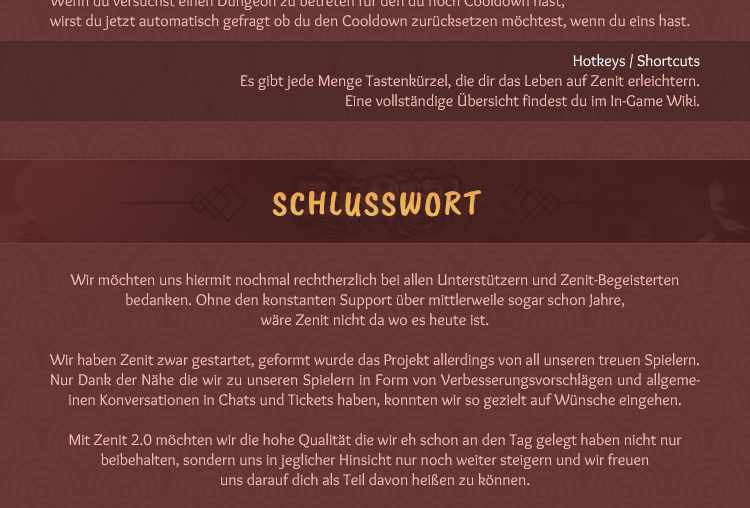 Wenn du versuchst einen Dungeon zu betreten für den du noch Cooldown hast,
wirst du jetzt automatisch gefragt ob du den Cooldown zurücksetzen möchtest, wenn du eins hast.
Hotkeys / Shortcuts
Es gibt jede Menge Tastenkürzel, die dir das Leben auf Zenit erleichtern.
Eine vollständige Übersicht findest du im In-Game Wiki.
SCHLUSSWORT
Wir möchten uns hiermit nochmal rechtherzlich bei allen Unterstützern und Zenit-Begeisterten
bedanken. Ohne den konstanten Support über mittlerweile sogar schon Jahre,
wäre Zenit nicht da wo es heute ist.
Wir haben Zenit zwar gestartet, geformt wurde das Projekt allerdings von all unseren treuen Spielern.
Nur Dank der Nähe die wir zu unseren Spielern in Form von Verbesserungsvorschlägen und allgeme-
inen Konversationen in Chats und Tickets haben, konnten wir so gezielt auf Wünsche eingehen.
Mit Zenit 2.0 möchten wir die hohe Qualität die wir eh schon an den Tag gelegt haben nicht nur
beibehalten, sondern uns in jeglicher Hinsicht nur noch weiter steigern und wir freuen
uns darauf dich als Teil davon heißen zu können.